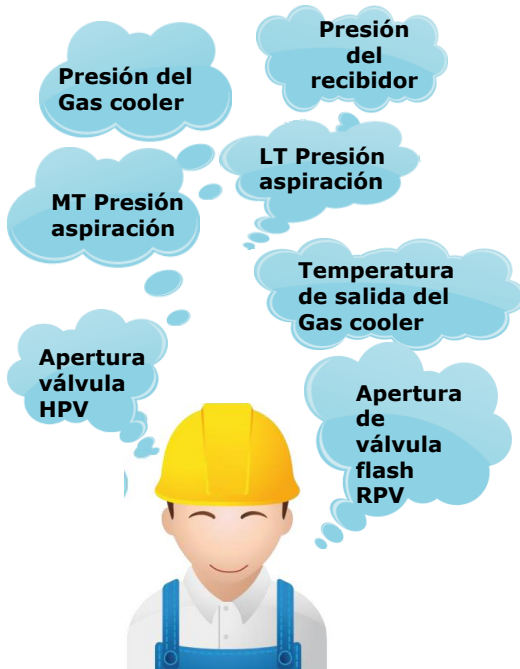 Presión del
Gas cooler
Presión
del
recibidor
LT Presión
aspiración
MT Presión
aspiración
Temperatura
de salida del
Gas cooler
Apertura
válvula
HPV
Apertura
de
válvula
flash
RPV